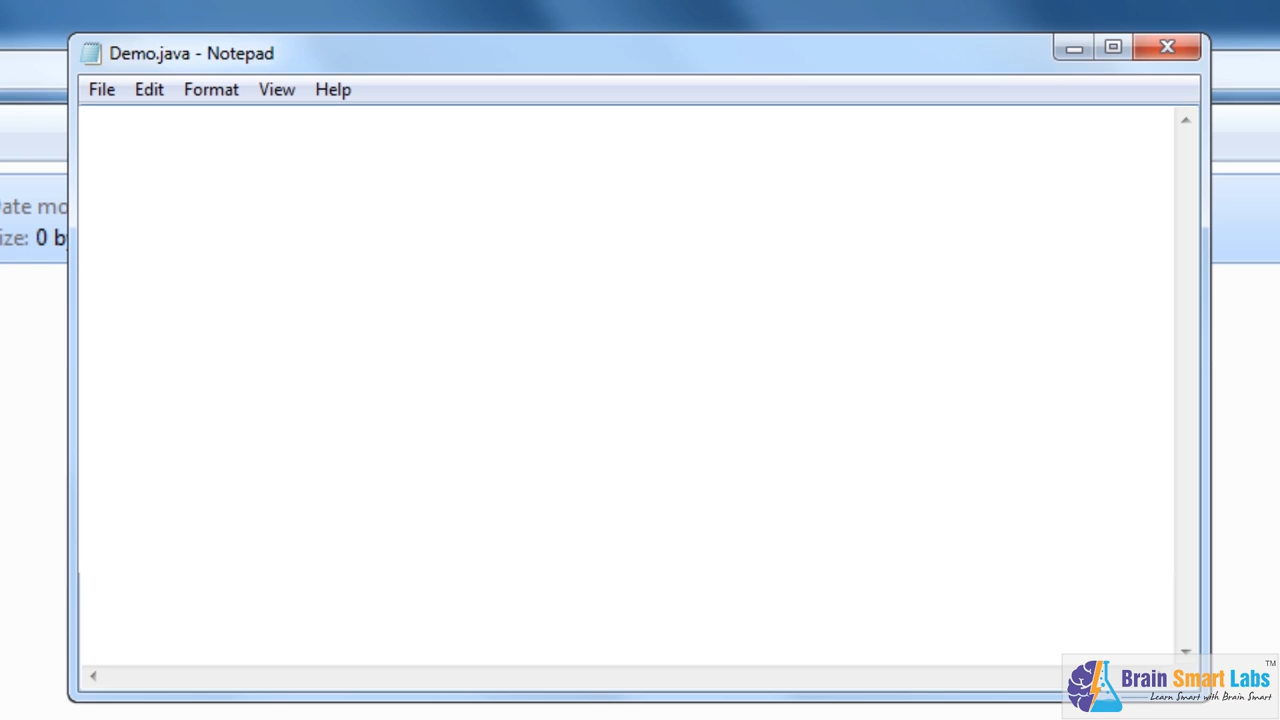 Demo.java - Notepad
File Edit Format View Help
ate mo
ize: 0 b
Brain Smart Labs TM
Learn Smart with Brain Smart